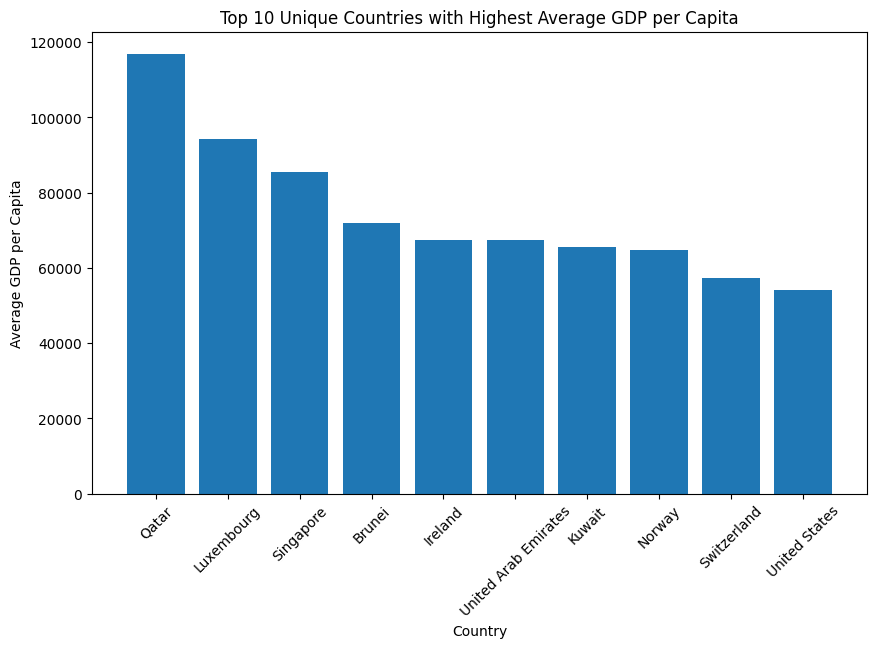 Top 10 Unique Countries with Highest Average GDP per Capita
Average GDP per Capita
120000
100000
80000
60000
40000
20000
0
Qatar
Luxembourg
Singapore
Brunei
Ireland
United Arab Emirates
Kuwait
Norway
Switzerland
United States
Country